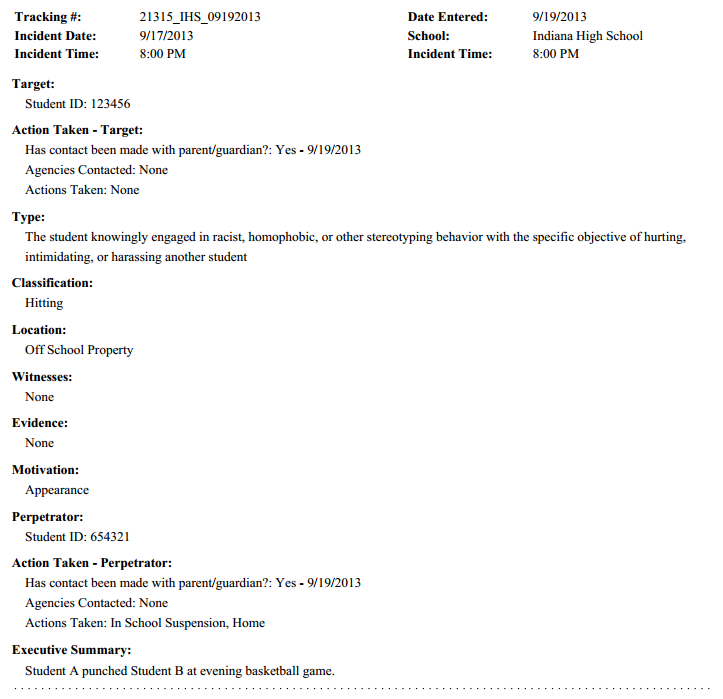 Tracking #: 21315_IHS_09192013 Date Entered: 9/19/2013
Incident Date: 9/17/2013 School: Indiana High School
Incident Time: 8:00 PM Incident Time: 8:00 PM
Target:
Student ID: 123456
Action Taken - Target:
Has contact been made with parent/guardian?: Yes - 9/19/2013
Agencies Contacted: None
Actions Taken: None
Type:
The student knowingly engaged in racist, homophobic, or other stereotyping behavior with the specific objective of hurting,
intimidating, or harassing another student
Classification:
Hitting
Location:
Off School Property
Witnesses:
None
Evidence:
None
Motivation:
Appearance
Perpetrator:
Student ID: 654321
Action Taken - Perpetrator:
Has contact been made with parent/guardian?: Yes - 9/19/2013
Agencies Contacted: None
Actions Taken: In School Suspension, Home
Executive Summary:
Student A punched Student B at evening basketball game.